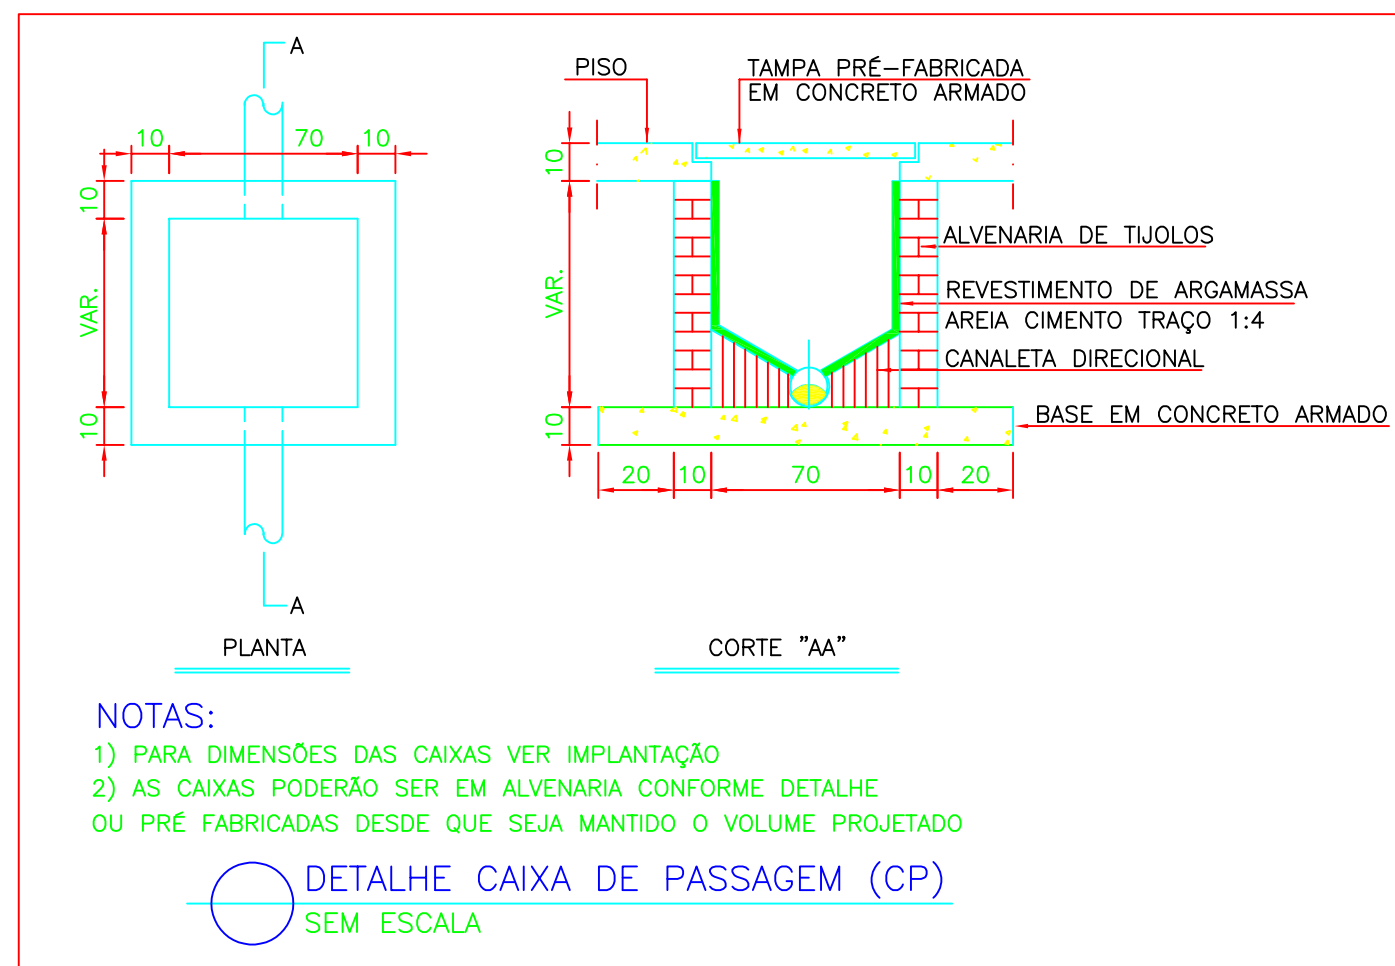 A
10
70
10
10
VAR.
10
A
PLANTA
PISO
TAMPA PRÉ-FABRICADA
EM CONCRETO ARMADO
10
VAR.
10
ALVENARIA DE TIJOLOS
REVESTIMENTO DE ARGAMASSA
AREIA CIMENTO TRAÇO 1:4
CANALETA DIRECIONAL
BASE EM CONCRETO ARMADO
20
10
70
10
20
CORTE "AA"
NOTAS:
1) PARA DIMENSÕES DAS CAIXAS VER IMPLANTAÇÃO
2) AS CAIXAS PODERÃO SER EM ALVENARIA CONFORME DETALHE
OU PRÉ FABRICADAS DESDE QUE SEJA MANTIDO O VOLUME PROJETADO
DETALHE CAIXA DE PASSAGEM (CP)
SEM ESCALA